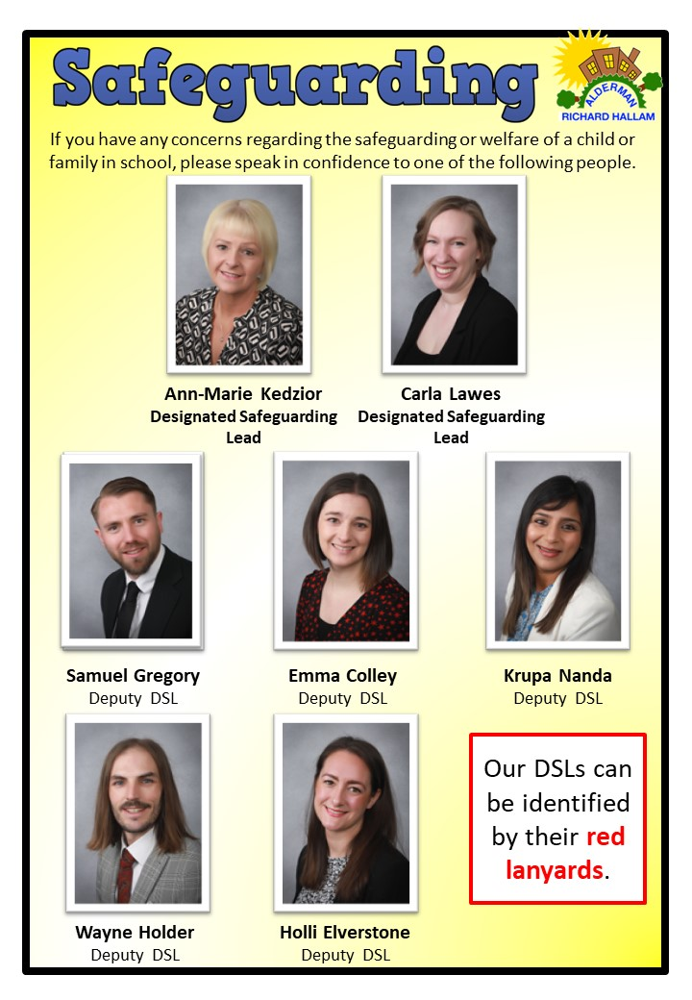 Safeguarding
ALDERMAN
RICHARD HALLAM
If you have any concerns regarding the safeguarding or welfare of a child or
family in school, please speak in confidence to one of the following people.
Ann-Marie Kedzior
Designated Safeguarding
Lead
Carla Lawes
Designated Safeguarding
Lead
Samuel Gregory
Deputy DSL
Emma Colley
Deputy DSL
Krupa Nanda
Deputy DSL
Wayne Holder
Deputy DSL
Holli Elverstone
Deputy DSL
Our DSLs can
be identified
by their red
lanyards.